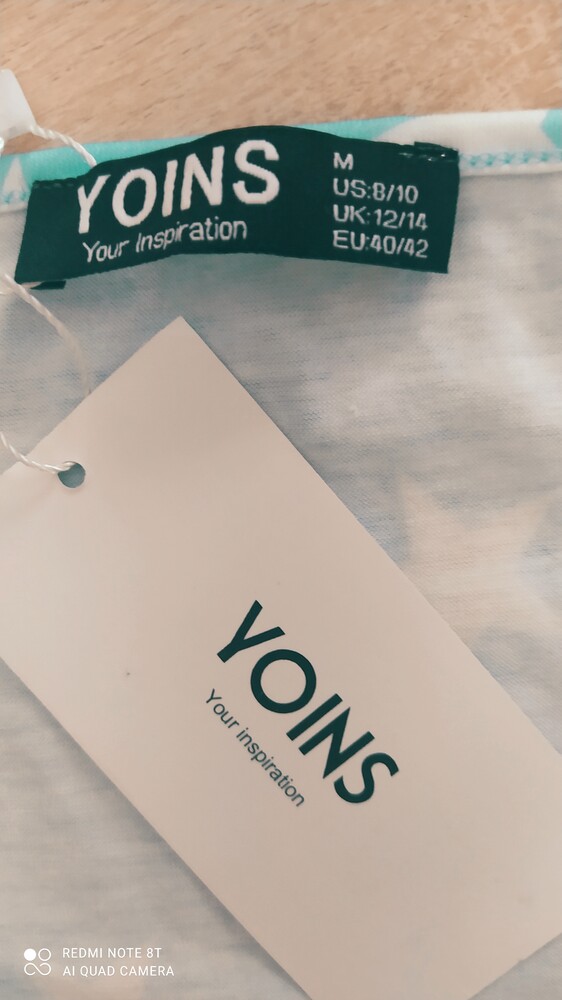 YOINS
Your Inspiration
M
US:8/10
UK:12/14
EU:40/42
YOINS
Your inspiration
REDMI NOTE 8T
AI QUAD CAMERA